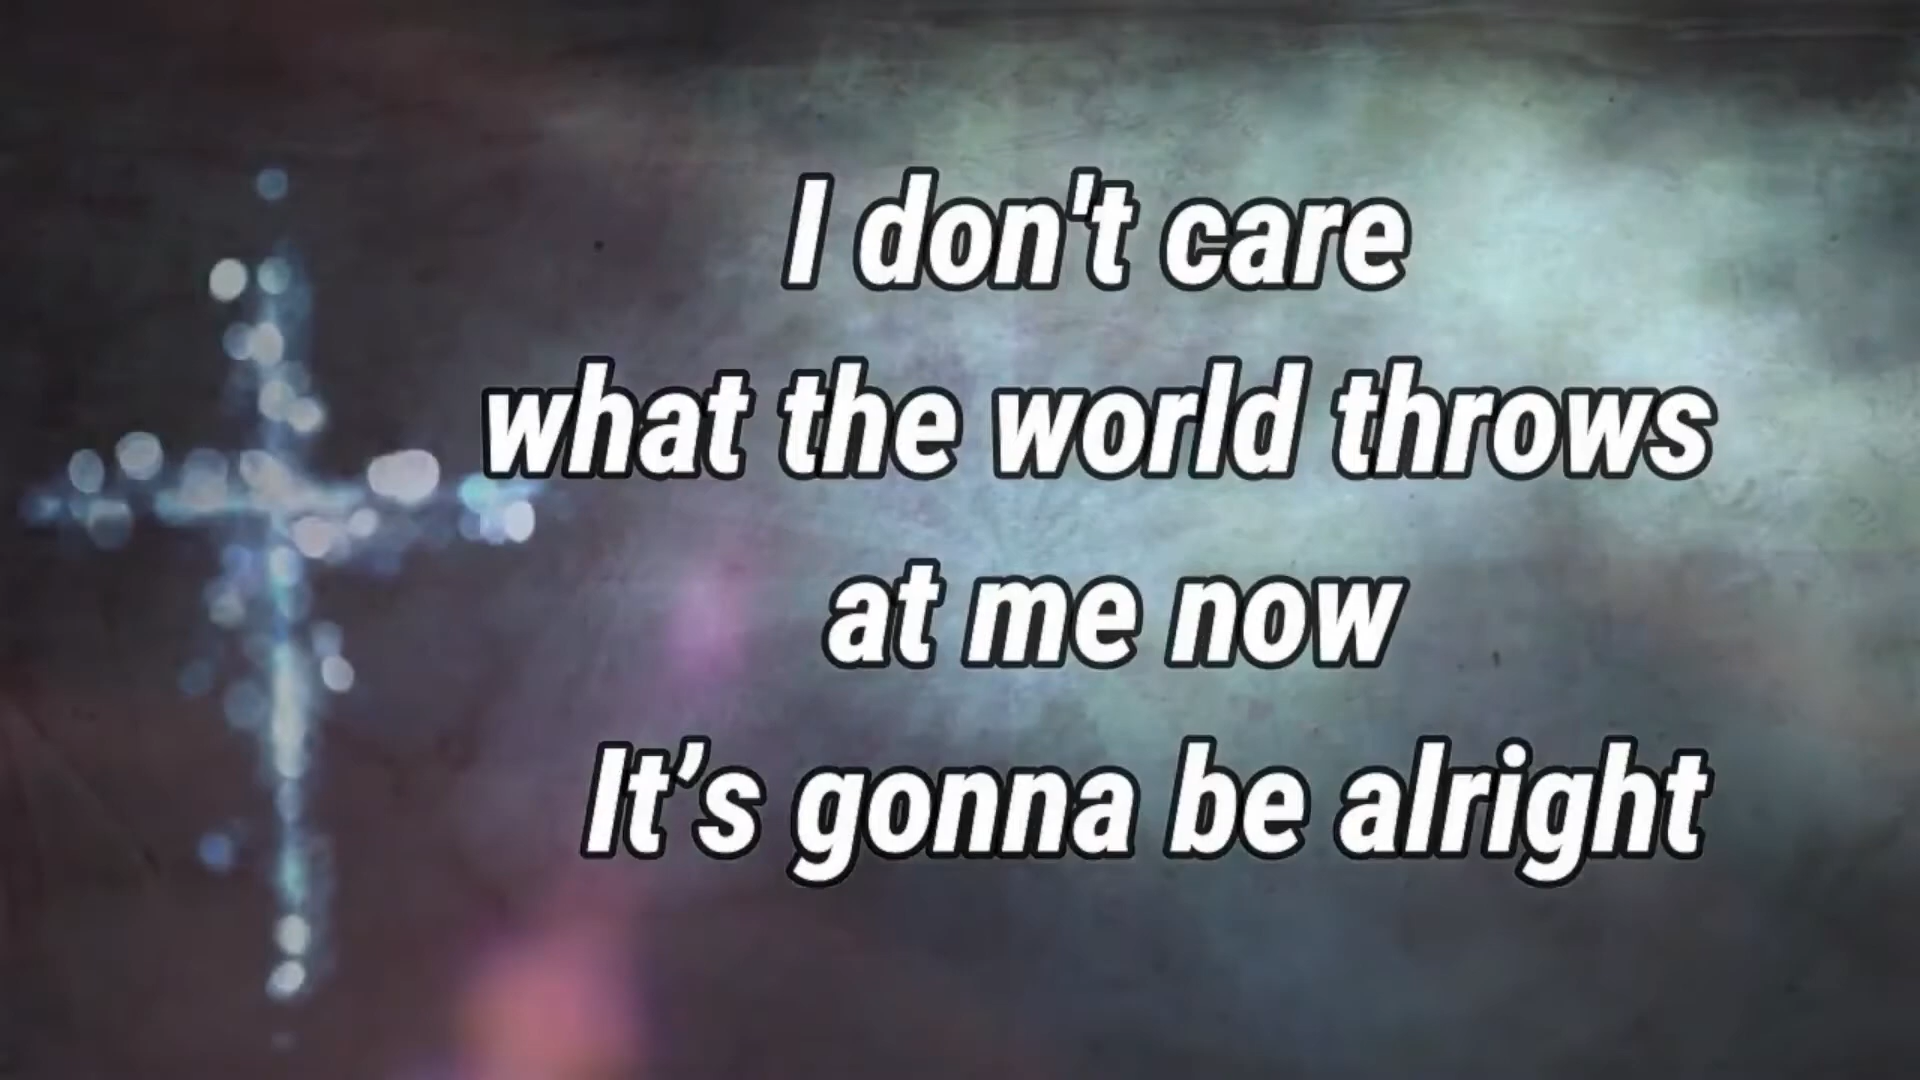 I don't care
what the world throws
at me now
It’s gonna be alright